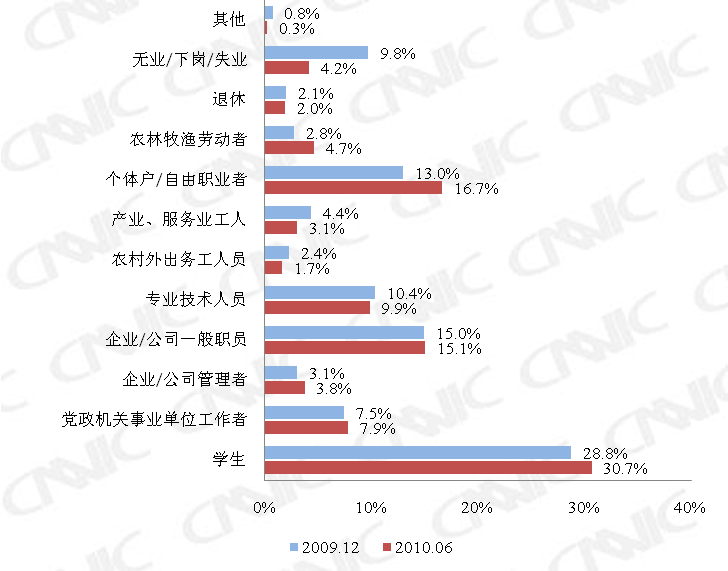 其他
0.8%
0.3%
无业/下岗/失业
9.8%
4.2%
退休
2.1%
2.0%
农林牧渔劳动者
2.8%
4.7%
个体户/自由职业者
13.0%
16.7%
产业、服务业工人
4.4%
3.1%
农村外出务工人员
2.4%
1.7%
专业技术人员
10.4%
9.9%
企业/公司一般职员
15.0%
15.1%
企业/公司管理者
3.1%
3.8%
党政机关事业单位工作者
7.5%
7.9%
学生
28.8%
30.7%
0% 10% 20% 30% 40%
2009.12 2010.06